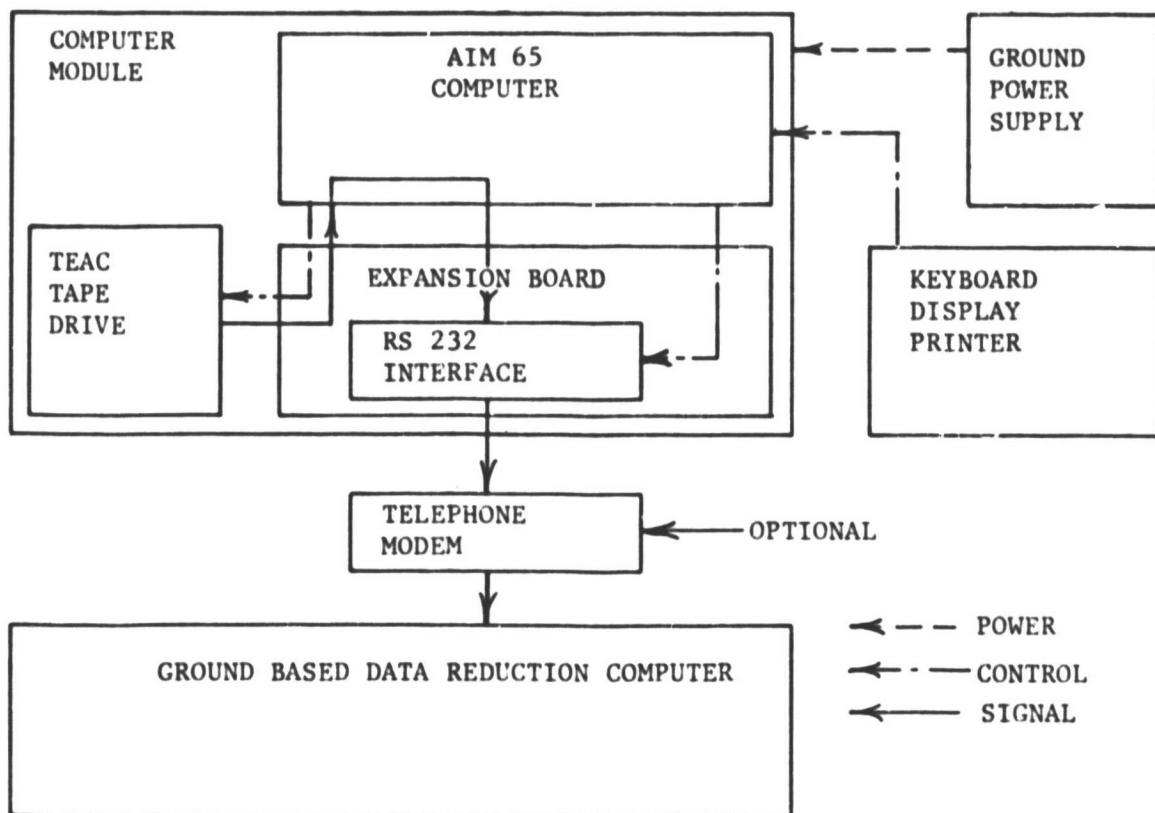 COMPUTER
MODULE
AIM 65
COMPUTER
GROUND
POWER
SUPPLY
TEAC
TAPE
DRIVE
EXPANSION BOARD
RS 232
INTERFACE
KEYBOARD
DISPLAY
PRINTER
TELEPHONE
MODEM
OPTIONAL
GROUND BASED DATA REDUCTION COMPUTER
POWER
CONTROL
SIGNAL